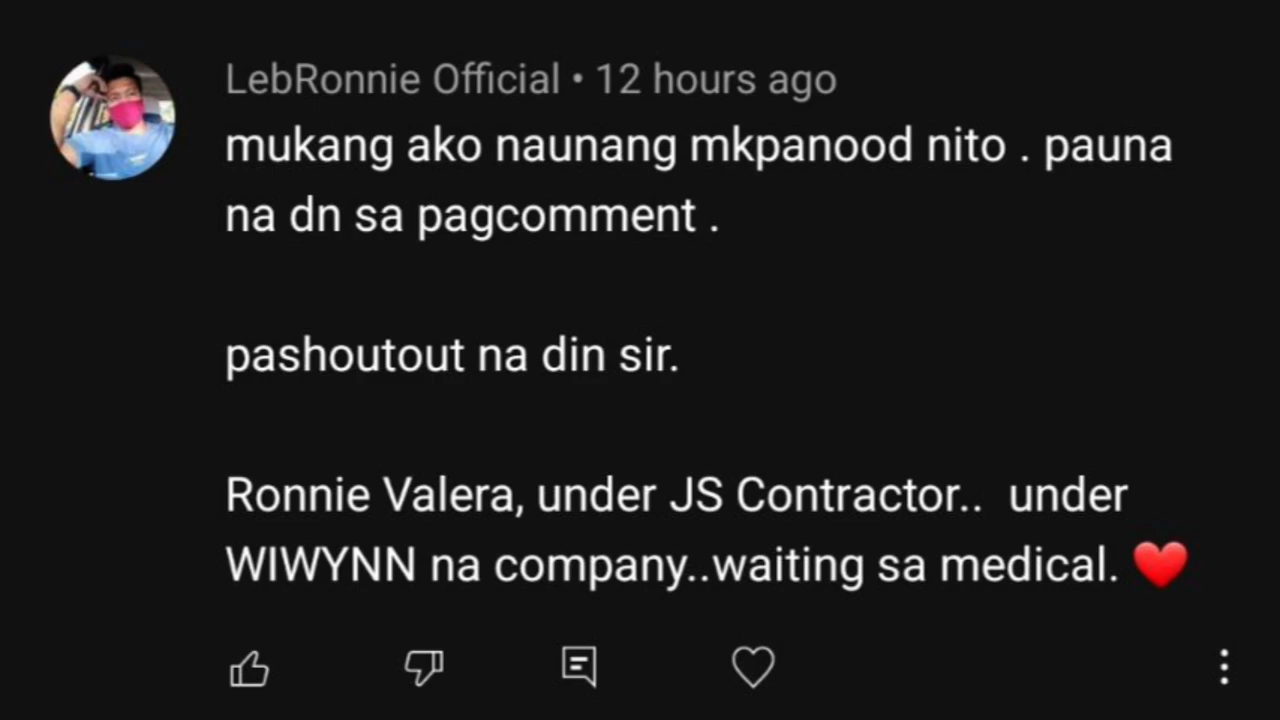 LebRonnie Official • 12 hours ago
mukang ako naunang mkpanood nito . pauna
na dn sa pagcomment .
pashoutout na din sir.
Ronnie Valera, under JS Contractor.. under
WIWYNN na company..waiting sa medical. ❤️